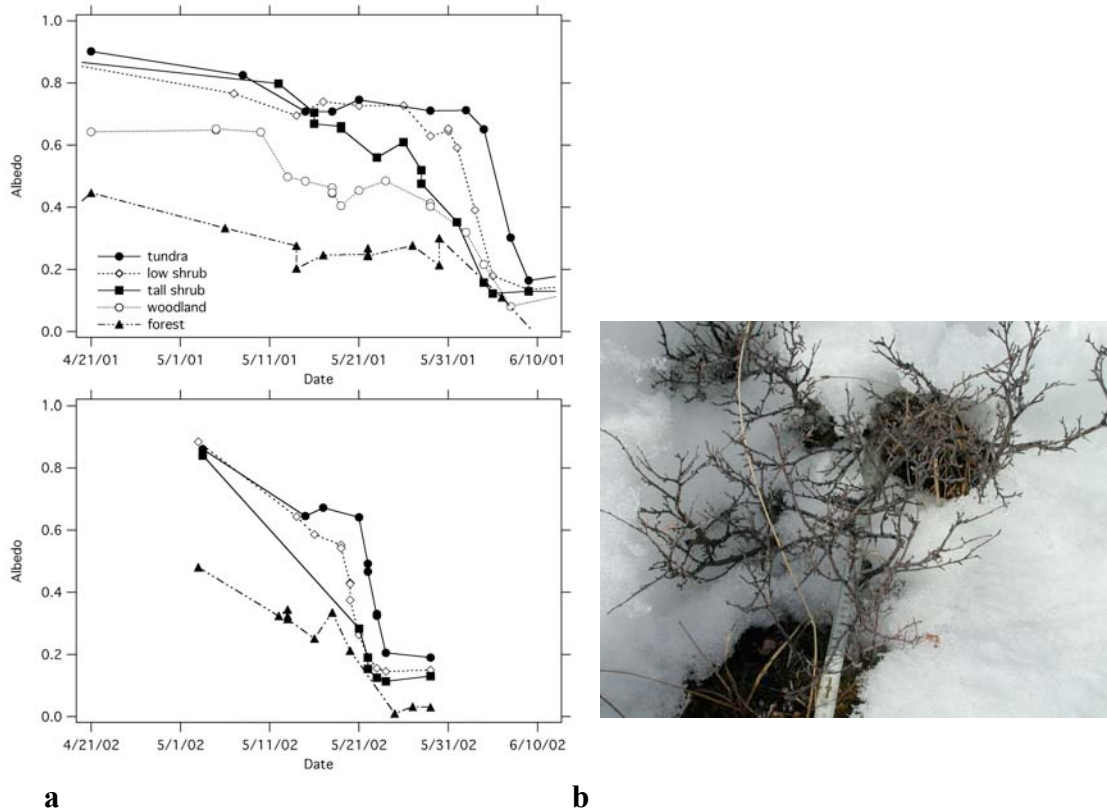 1.0
0.8
0.6
0.4
0.2
0.0
Albedo
tundra
low shrub
tall shrub
woodland
forest
4/21/01 5/1/01 5/11/01 5/21/01 5/31/01 6/10/01
Date
1.0
0.8
0.6
0.4
0.2
0.0
Albedo
4/21/02 5/1/02 5/11/02 5/21/02 5/31/02 6/10/02
Date
a b